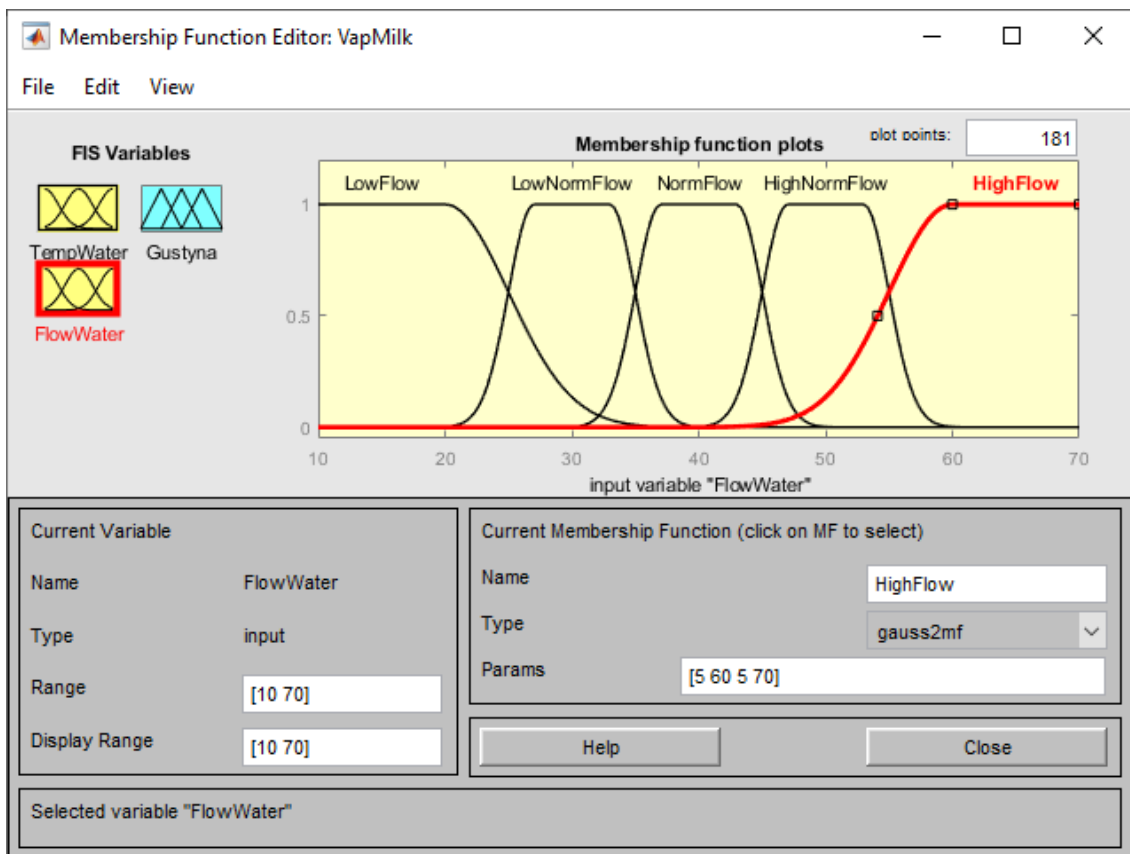 Membership Function Editor: VapMilk
File Edit View
FIS Variables
TempWater
Gustyna
FlowWater
Membership function plots
plot points:
181
LowFlow LowNormFlow NormFlow HighNormFlow HighFlow
1
0.5
0
10 20 30 40 50 60 70
input variable "FlowWater"
Current Variable
Name FlowWater
Type input
Range [10 70]
Display Range [10 70]
Current Membership Function (click on MF to select)
Name HighFlow
Type gauss2mf
Params [5 60 5 70]
Help Close
Selected variable "FlowWater"